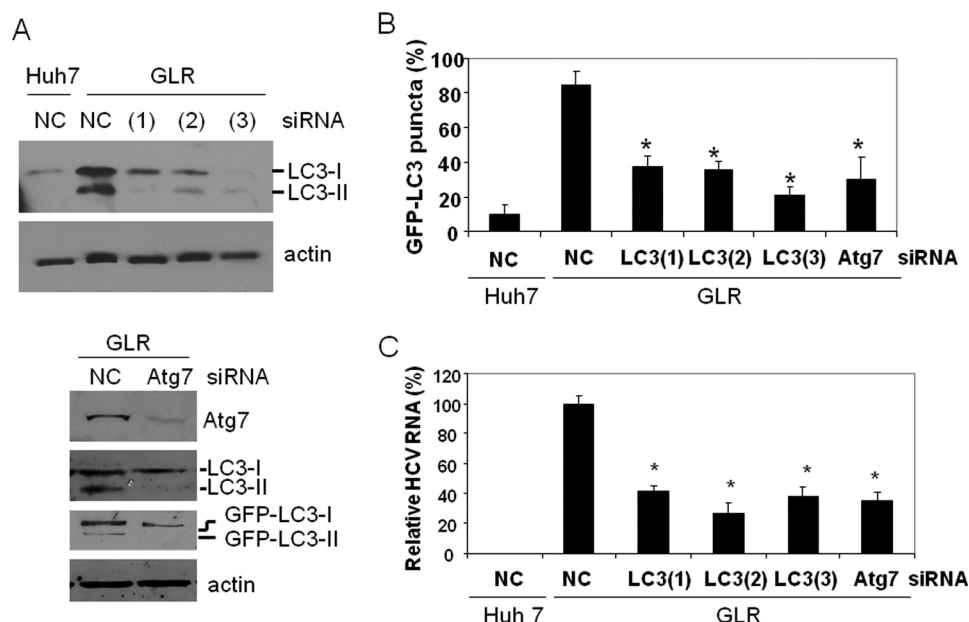 A
Huh7 GLR
NC NC (1) (2) (3) siRNA
LC3-I
LC3-II
actin
GLR
NC Atg7 siRNA
Atg7
LC3-I
LC3-II
GFP-LC3-I
GFP-LC3-II
actin
B
GFP-LC3 puncta (%)
100
80
60
40
20
0
* * * *
NC NC LC3(1) LC3(2) LC3(3) Atg7 siRNA
Huh7 GLR
C
Relative HCV RNA (%)
120
100
80
60
40
20
0
* * * *
NC NC LC3(1) LC3(2) LC3(3) Atg7 siRNA
Huh 7 GLR